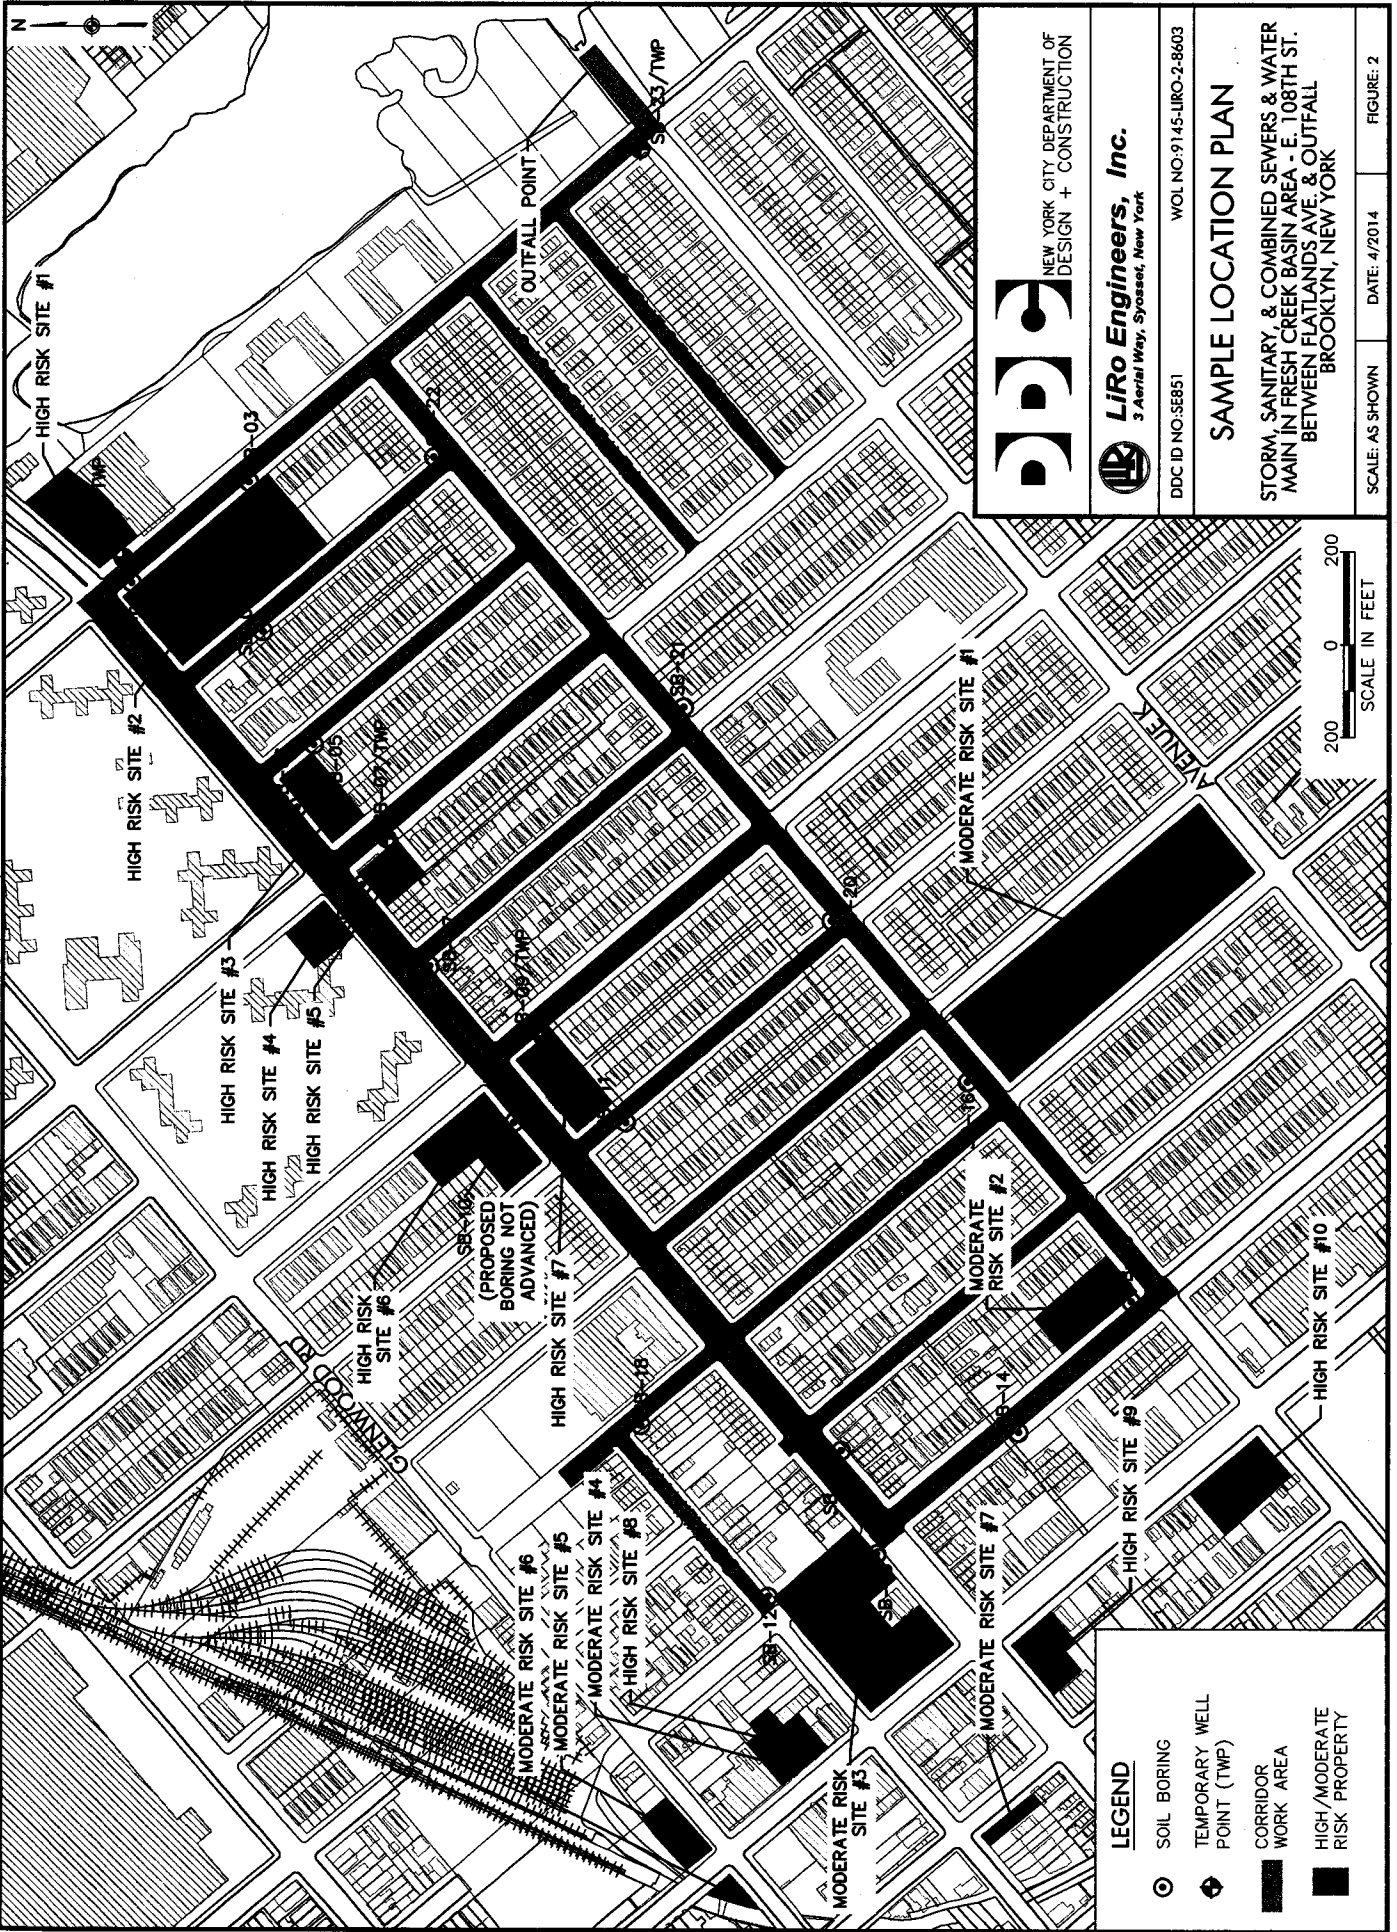 N
HIGH RISK SITE #1
HIGH RISK SITE #2
HIGH RISK SITE #3
HIGH RISK SITE #4
HIGH RISK SITE #5
HIGH RISK
SITE #6
SB-10
(PROPOSED
BORING NOT
ADVANCED)
HIGH RISK SITE #7
GLENWOOD RD
MODERATE RISK SITE #6
MODERATE RISK SITE #5
MODERATE RISK SITE #4
HIGH RISK SITE #8
MODERATE RISK
SITE #3
MODERATE RISK SITE #7
HIGH RISK SITE #9
HIGH RISK SITE #10
MODERATE
RISK SITE #2
MODERATE RISK SITE #1
AVENUE K
OUTFALL POINT
TWP
-03
-22
SB-23/TWP
-05
-07/TWP
SB-21
-20
-09/TWP
-11
-16
-18
SB-12
-14
SB
SB-
LEGEND
SOIL BORING
TEMPORARY WELL
POINT (TWP)
CORRIDOR
WORK AREA
HIGH/MODERATE
RISK PROPERTY
200 0 200
SCALE IN FEET
DDC
NEW YORK CITY DEPARTMENT OF
DESIGN + CONSTRUCTION
LiRo Engineers, Inc.
3 Aerial Way, Syosset, New York
DDC ID NO:SE851 WOL NO:9145-LIRO-2-8603
SAMPLE LOCATION PLAN
STORM, SANITARY, & COMBINED SEWERS & WATER
MAIN IN FRESH CREEK BASIN AREA - E. 108TH ST.
BETWEEN FLATLANDS AVE. & OUTFALL
BROOKLYN, NEW YORK
SCALE: AS SHOWN DATE: 4/2014 FIGURE: 2